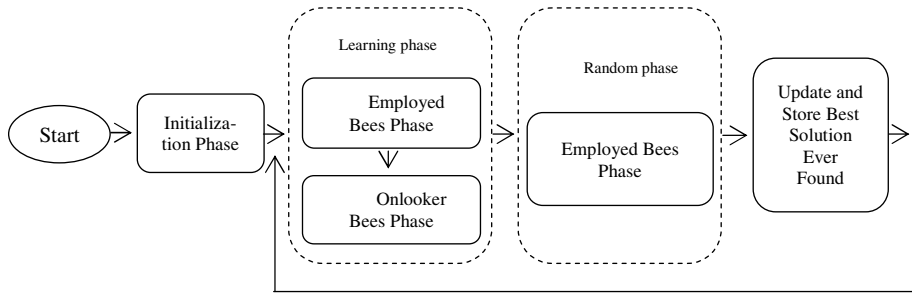 Start
Initializa-
tion Phase
Learning phase
Employed
Bees Phase
Onlooker
Bees Phase
Random phase
Employed Bees
Phase
Update and
Store Best
Solution
Ever
Found